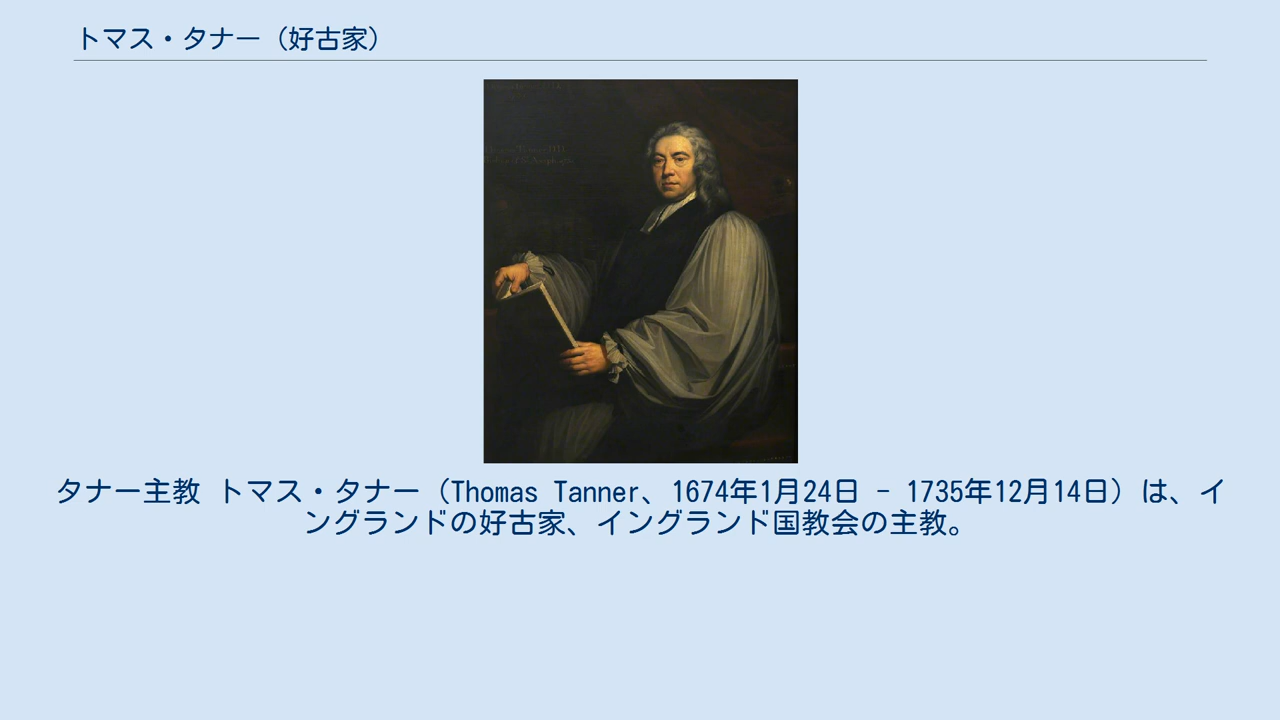 トマス・タナー（好古家）
タナー主教 トマス・タナー（Thomas Tanner、1674年1月24日 - 1735年12月14日）は、イ
ングランドの好古家、イングランド国教会の主教。